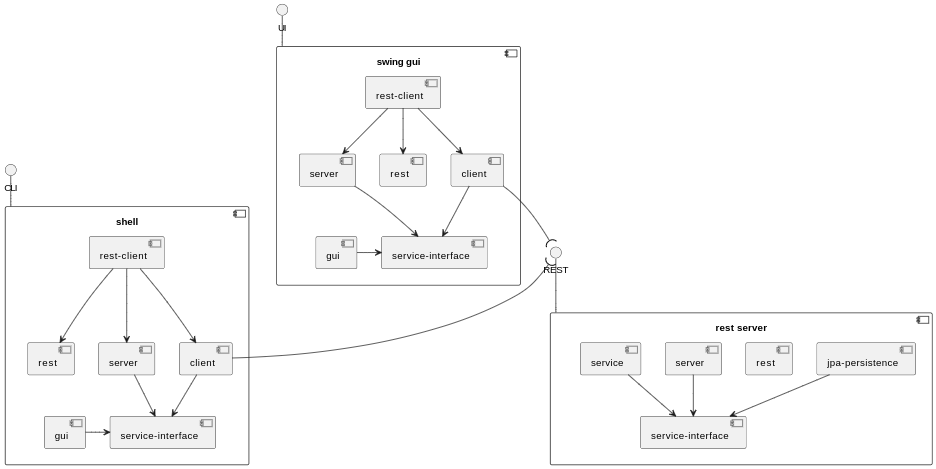 UI
swing gui
rest-client
server
rest
client
gui
service-interface
CLI
shell
rest-client
rest
server
client
gui
service-interface
REST
rest server
service
server
rest
jpa-persistence
service-interface